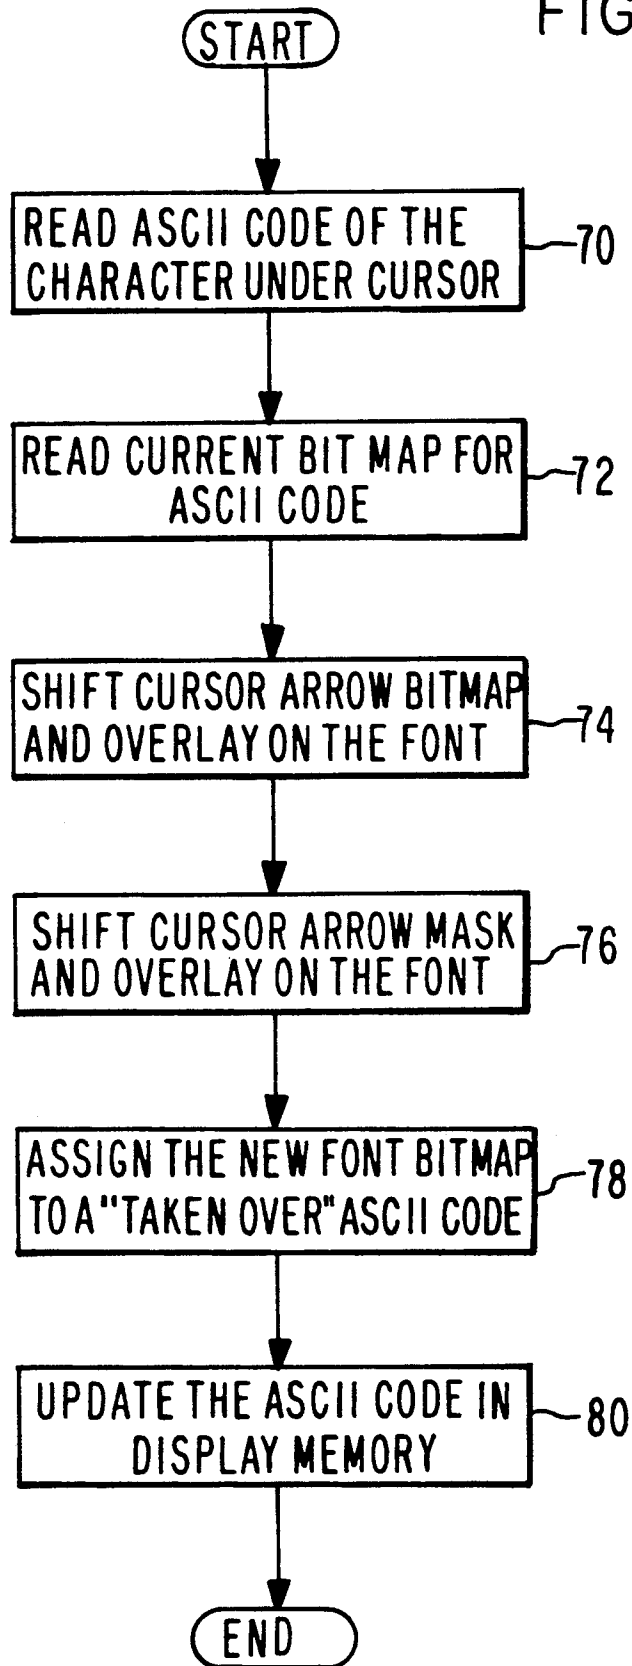 FIG
START
READ ASCII CODE OF THE
CHARACTER UNDER CURSOR
70
READ CURRENT BIT MAP FOR
ASCII CODE
72
SHIFT CURSOR ARROW BITMAP
AND OVERLAY ON THE FONT
74
SHIFT CURSOR ARROW MASK
AND OVERLAY ON THE FONT
76
ASSIGN THE NEW FONT BITMAP
TO A "TAKEN OVER" ASCII CODE
78
UPDATE THE ASCII CODE IN
DISPLAY MEMORY
80
END